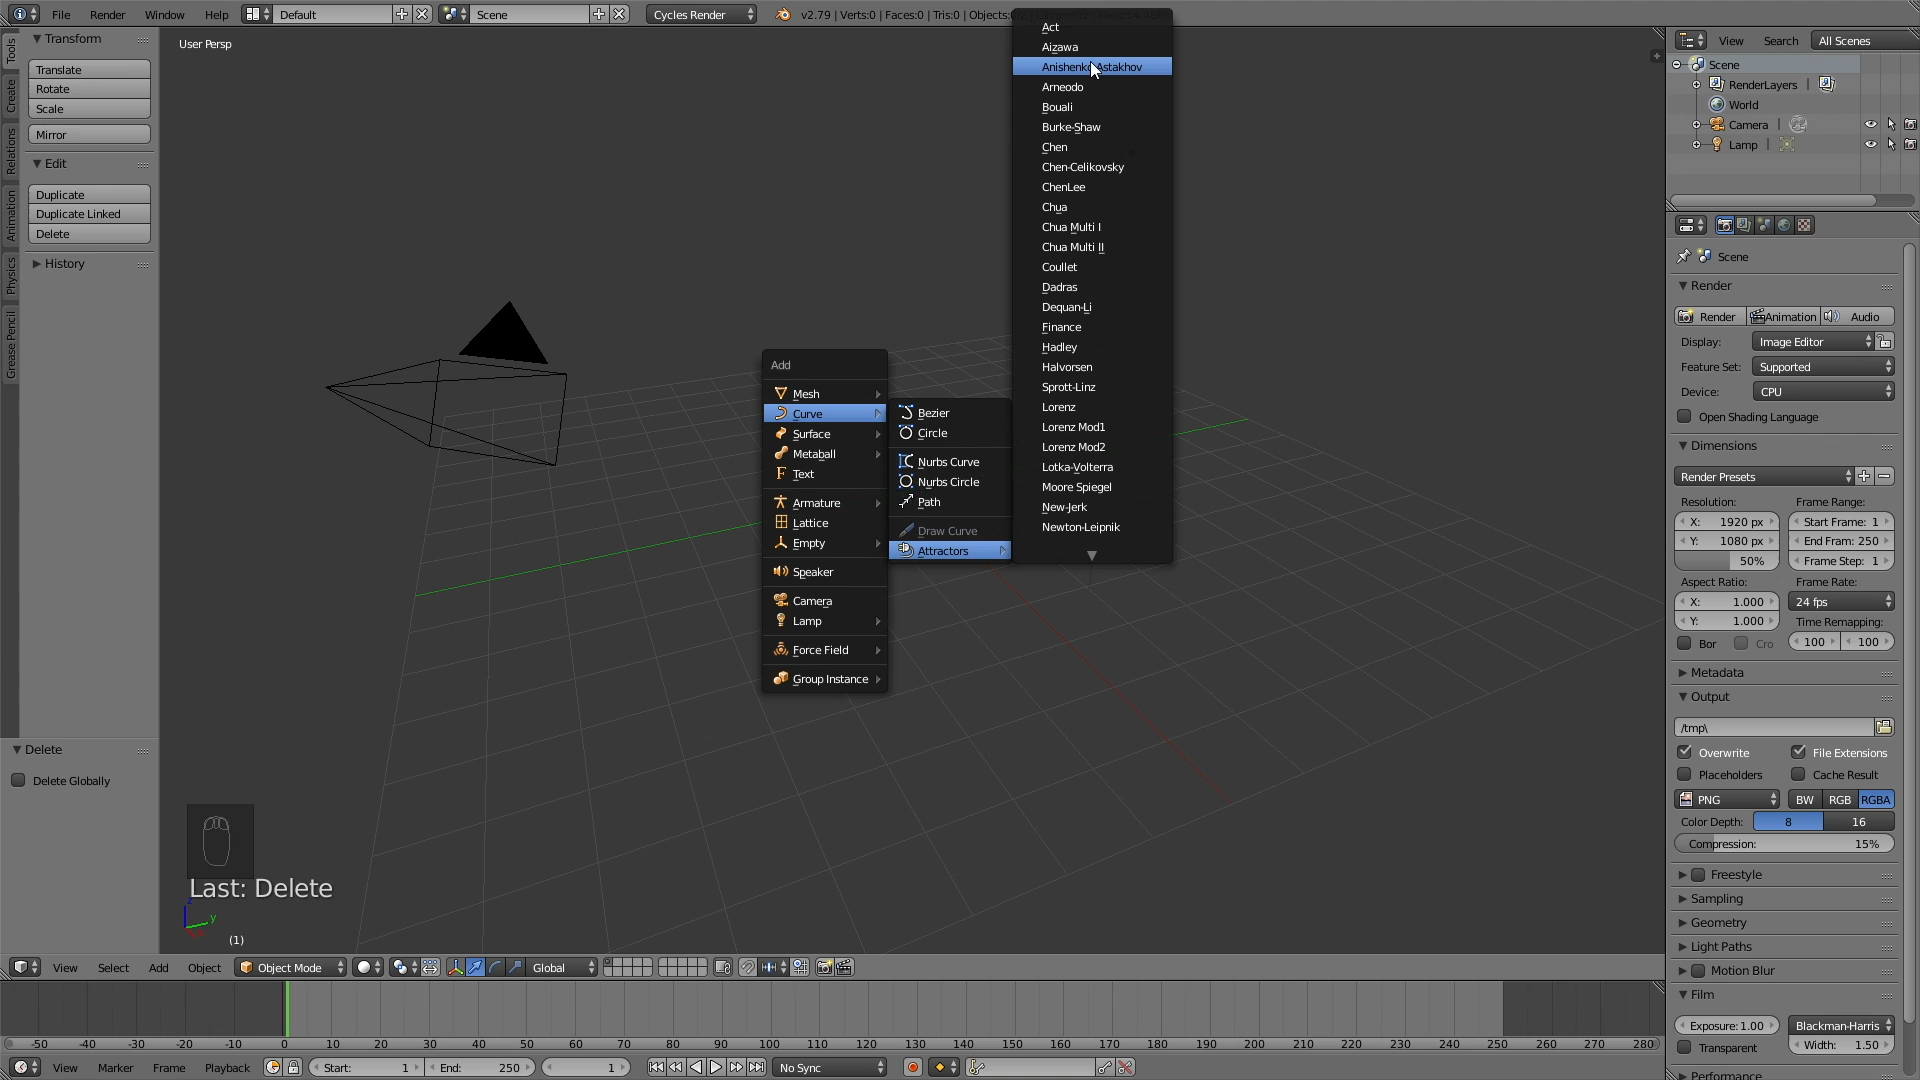 File
Render
Window
Help
Default
Scene
Cycles Render
v2.79 | Verts:0 | Faces:0 | Tris:0 | Objects:
Transform
Translate
Rotate
Scale
Mirror
Edit
Duplicate
Duplicate Linked
Delete
History
Tools
Create
Relations
Animation
Physics
Grease Pencil
Delete
Delete Globally
User Persp
Add
Mesh
Curve
Surface
Metaball
Text
Armature
Lattice
Empty
Speaker
Camera
Lamp
Force Field
Group Instance
Bezier
Circle
Nurbs Curve
Nurbs Circle
Path
Draw Curve
Attractors
Act
Aizawa
Anishenko-Astakhov
Arneodo
Bouali
Burke-Shaw
Chen
Chen-Celikovsky
ChenLee
Chua
Chua Multi I
Chua Multi II
Coullet
Dadras
Dequan-Li
Finance
Hadley
Halvorsen
Sprott-Linz
Lorenz
Lorenz Mod1
Lorenz Mod2
Lotka-Volterra
Moore Spiegel
New-Jerk
Newton-Leipnik
Last: Delete
z
y
(1)
View
Select
Add
Object
Object Mode
Global
-50 -40 -30 -20 -10 0 10 20 30 40 50 60 70 80 90 100 110 120 130 140 150 160 170 180 190 200 210 220 230 240 250 260 270 280
View
Marker
Frame
Playback
Start: 1
End: 250
1
No Sync
View
Search
All Scenes
Scene
RenderLayers |
World
Camera |
Lamp |
Scene
Render
Render
Animation
Audio
Display: Image Editor
Feature Set: Supported
Device: CPU
Open Shading Language
Dimensions
Render Presets
Resolution: Frame Range:
X: 1920 px Start Frame: 1
Y: 1080 px End Fram: 250
50% Frame Step: 1
Aspect Ratio: Frame Rate:
X: 1.000 24 fps
Y: 1.000 Time Remapping:
Bor Cro 100 100
Metadata
Output
/tmp\
Overwrite File Extensions
Placeholders Cache Result
PNG BW RGB RGBA
Color Depth: 8 16
Compression: 15%
Freestyle
Sampling
Geometry
Light Paths
Motion Blur
Film
Exposure: 1.00 Blackman-Harris
Transparent Width: 1.50
Performance